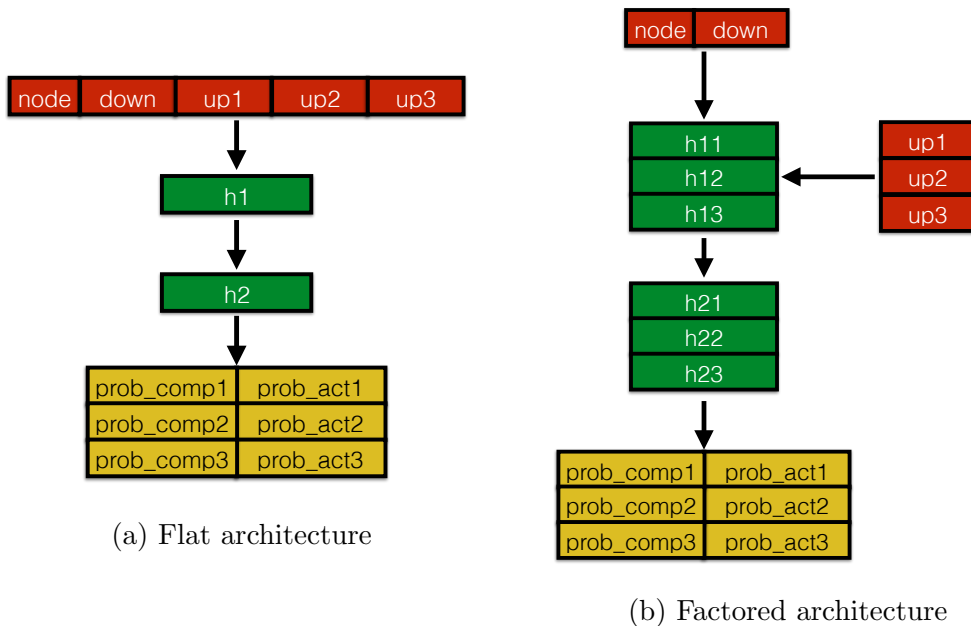 node down up1 up2 up3
h1
h2
prob_comp1 prob_act1
prob_comp2 prob_act2
prob_comp3 prob_act3
(a) Flat architecture
node down
h11
h12
h13
up1
up2
up3
h21
h22
h23
prob_comp1 prob_act1
prob_comp2 prob_act2
prob_comp3 prob_act3
(b) Factored architecture